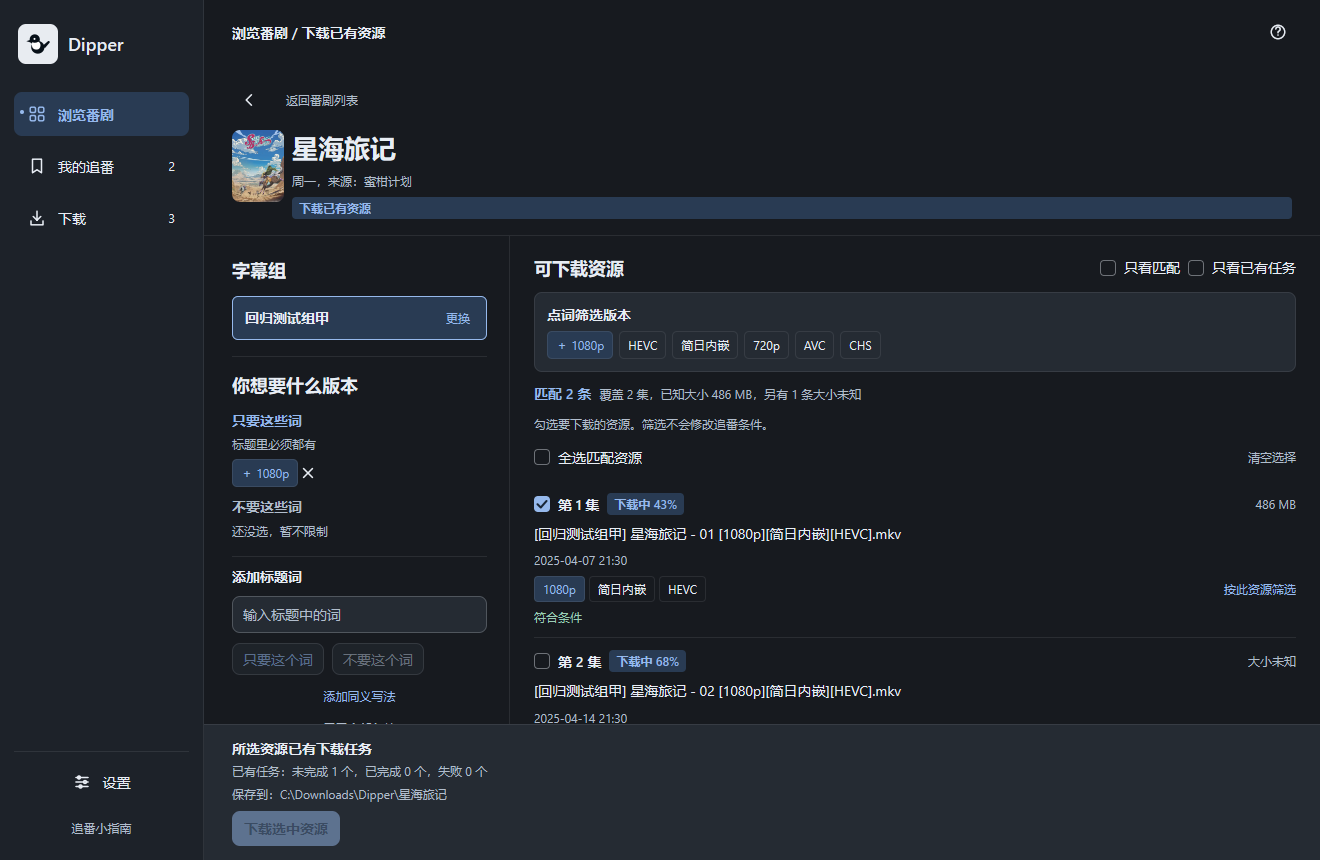 Dipper
浏览番剧
我的追番 2
下载 3
设置
追番小指南
浏览番剧 / 下载已有资源
返回番剧列表
星海旅记
周一，来源：蜜柑计划
下载已有资源
字幕组
回归测试组甲 更换
你想要什么版本
只要这些词
标题里必须都有
+ 1080p
不要这些词
还没选，暂不限制
添加标题词
输入标题中的词
只要这个词 不要这个词
添加同义写法
可下载资源 只看匹配 只看已有任务
点词筛选版本
+ 1080p HEVC 简日内嵌 720p AVC CHS
匹配 2 条 覆盖 2 集，已知大小 486 MB，另有 1 条大小未知
勾选要下载的资源。筛选不会修改追番条件。
全选匹配资源 清空选择
第 1 集 下载中 43% 486 MB
[回归测试组甲] 星海旅记 - 01 [1080p][简日内嵌][HEVC].mkv
2025-04-07 21:30
1080p 简日内嵌 HEVC 按此资源筛选
符合条件
第 2 集 下载中 68% 大小未知
[回归测试组甲] 星海旅记 - 02 [1080p][简日内嵌][HEVC].mkv
2025-04-14 21:30
所选资源已有下载任务
已有任务：未完成 1 个，已完成 0 个，失败 0 个
保存到：C:\Downloads\Dipper\星海旅记
下载选中资源